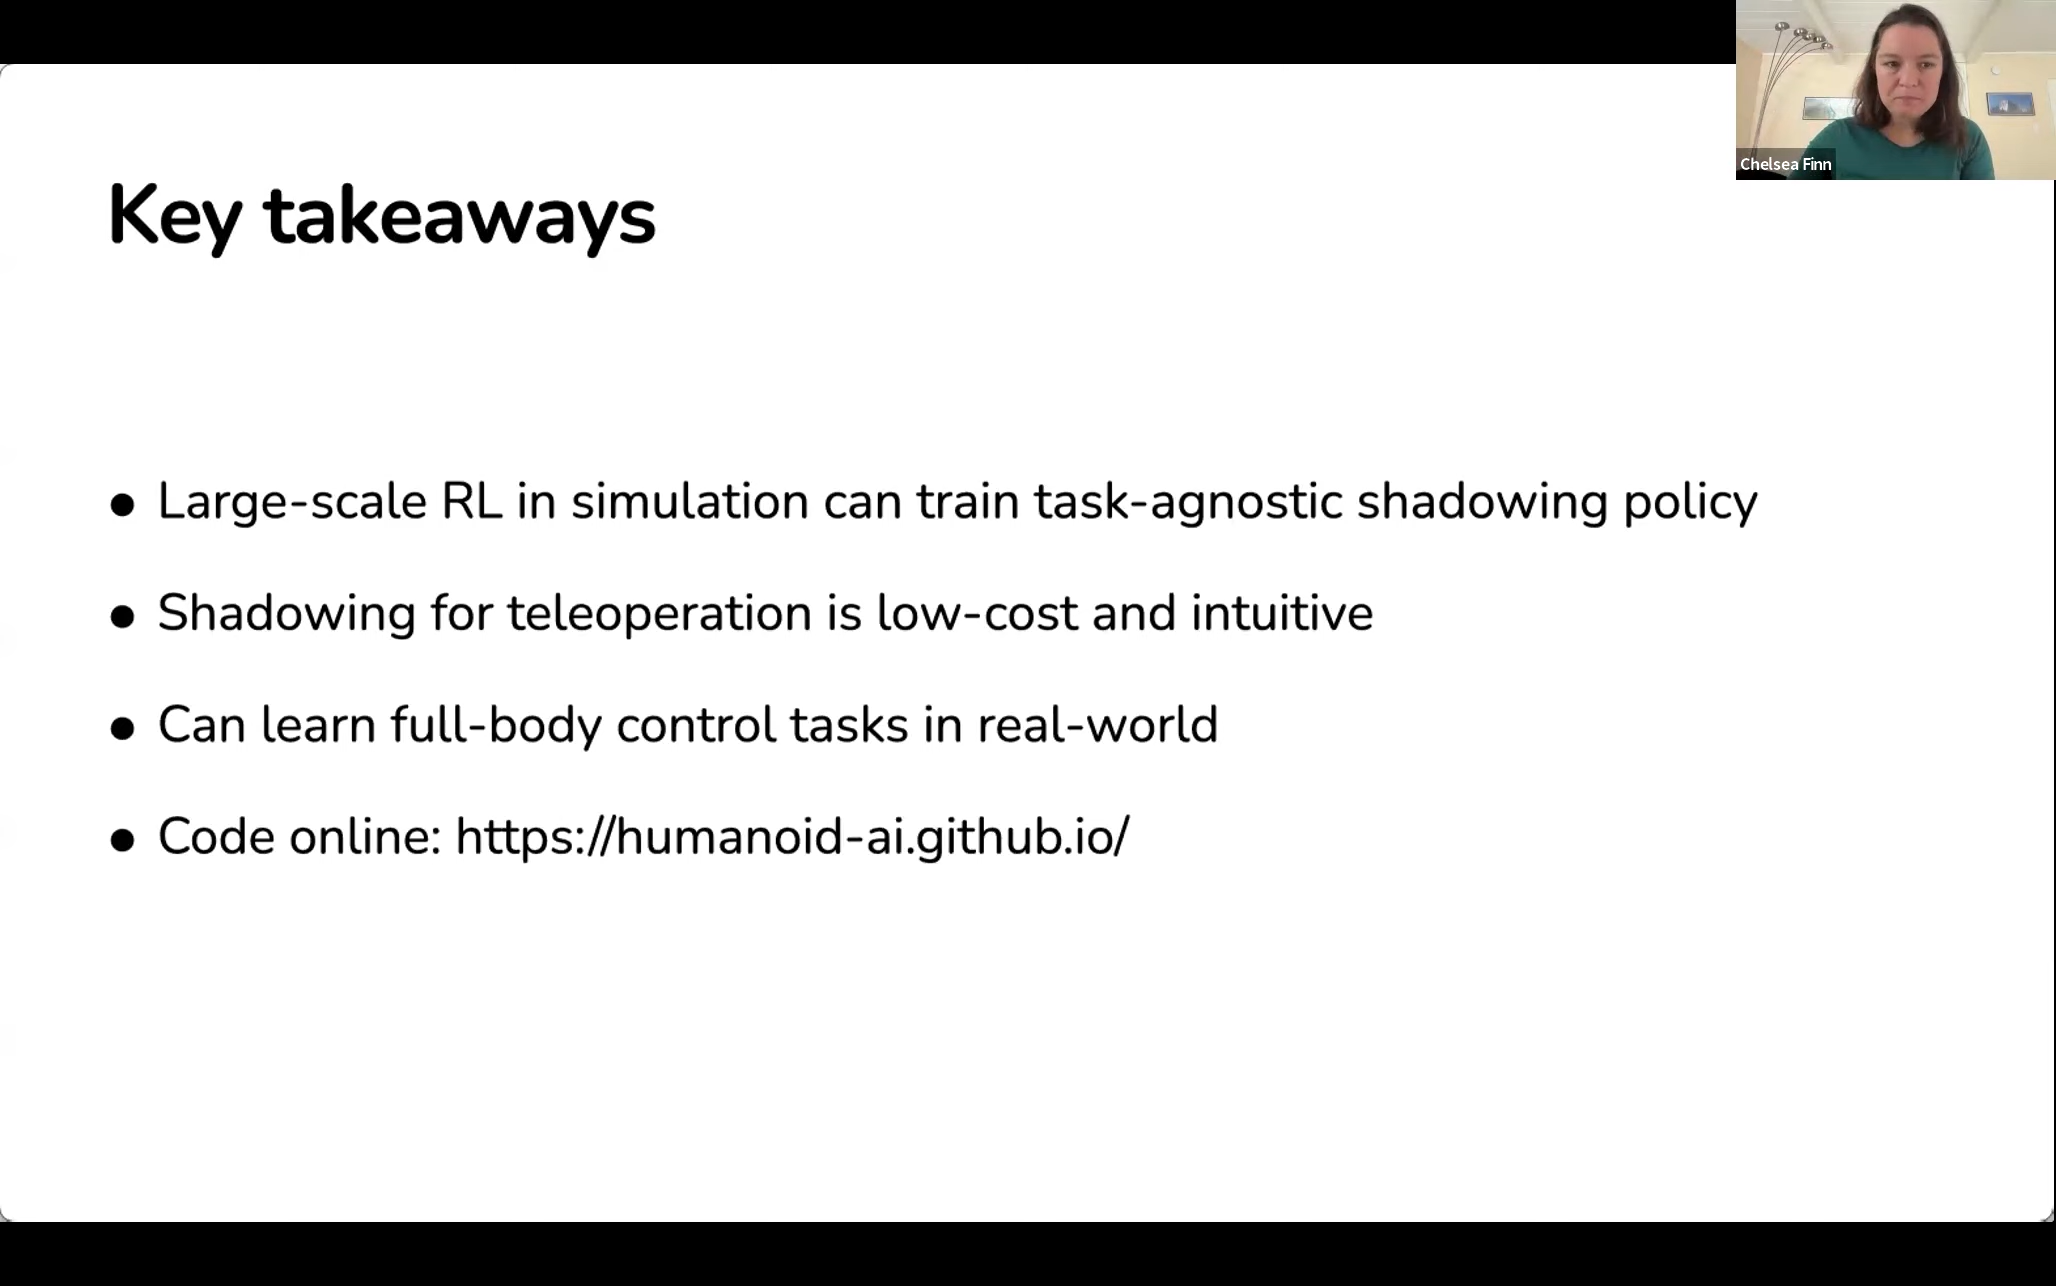 Chelsea Finn
Key takeaways
● Large-scale RL in simulation can train task-agnostic shadowing policy
● Shadowing for teleoperation is low-cost and intuitive
● Can learn full-body control tasks in real-world
● Code online: https://humanoid-ai.github.io/